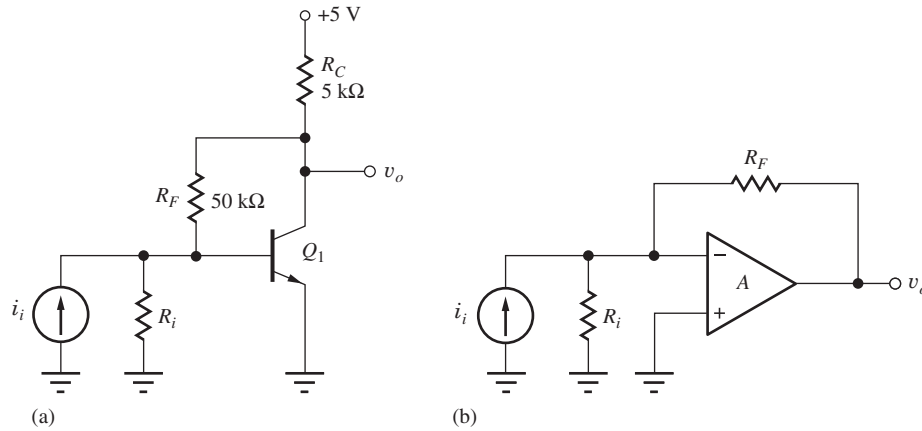 +5 V
R_C
5 kΩ
R_F
50 kΩ
v_o
Q_1
i_i
R_i
(a)
R_F
i_i
R_i
−
A
+
v_o
(b)